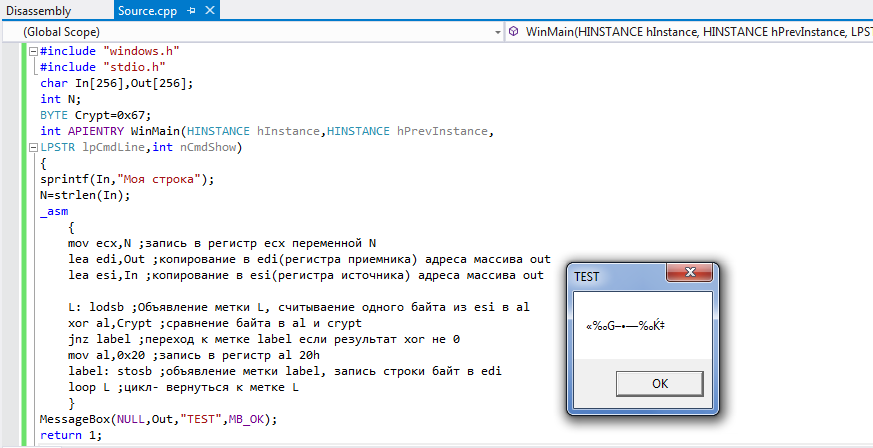 Disassembly Source.cpp
(Global Scope) WinMain(HINSTANCE hInstance, HINSTANCE hPrevInstance, LPST
#include "windows.h"
#include "stdio.h"
char In[256],Out[256];
int N;
BYTE Crypt=0x67;
int APIENTRY WinMain(HINSTANCE hInstance,HINSTANCE hPrevInstance,
LPSTR lpCmdLine,int nCmdShow)
{
sprintf(In,"Моя строка");
N=strlen(In);
_asm
{
mov ecx,N ;запись в регистр ecx переменной N
lea edi,Out ;копирование в edi(регистра приемника) адреса массива out
lea esi,In ;копирование в esi(регистра источника) адреса массива out
L: lodsb ;Объявление метки L, считываение одного байта из esi в al
xor al,Crypt ;сравнение байта в al и crypt
jnz label ;переход к метке label если результат xor не 0
mov al,0x20 ;запись в регистр al 20h
label: stosb ;объявление метки label, запись строки байт в edi
loop L ;цикл- вернуться к метке L
}
MessageBox(NULL,Out,"TEST",MB_OK);
return 1;
TEST
«‰G–•—‰Ќ‡
OK